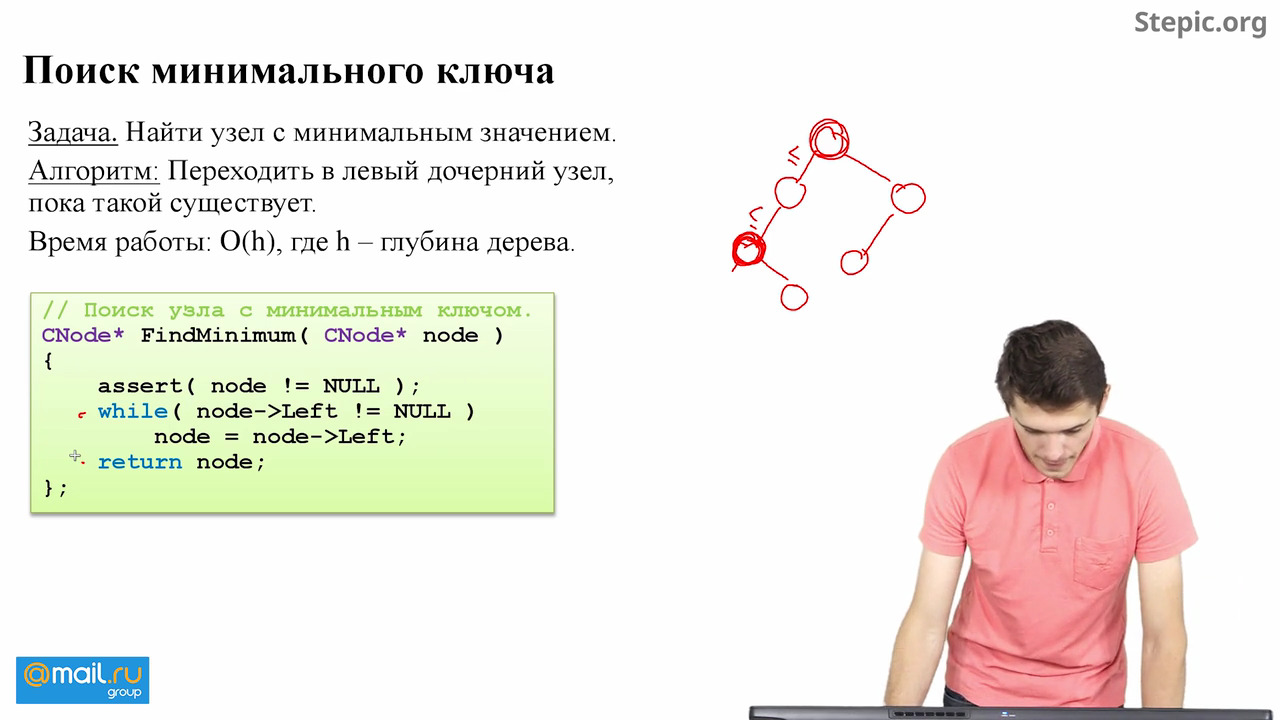 Stepic.org
Поиск минимального ключа
Задача. Найти узел с минимальным значением.
Алгоритм: Переходить в левый дочерний узел,
пока такой существует.
Время работы: O(h), где h – глубина дерева.
// Поиск узла с минимальным ключом.
CNode* FindMinimum( CNode* node )
{
assert( node != NULL );
while( node->Left != NULL )
node = node->Left;
return node;
};
≤
≤
@mail.ru
group